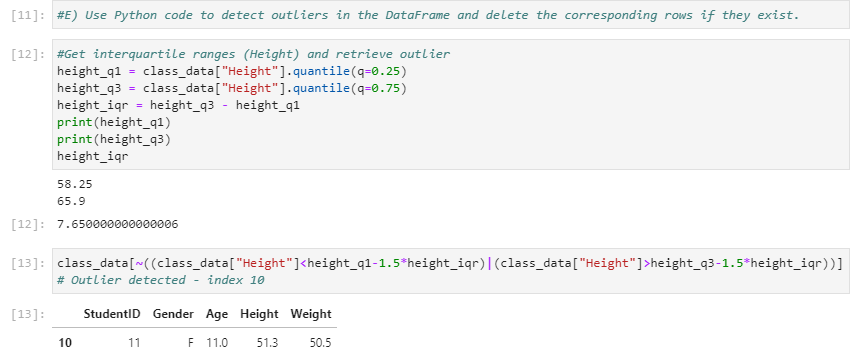 [11]: #E) Use Python code to detect outliers in the DataFrame and delete the corresponding rows if they exist.
[12]: #Get interquartile ranges (Height) and retrieve outlier
height_q1 = class_data["Height"].quantile(q=0.25)
height_q3 = class_data["Height"].quantile(q=0.75)
height_iqr = height_q3 - height_q1
print(height_q1)
print(height_q3)
height_iqr
58.25
65.9
[12]: 7.650000000000006
[13]: class_data[~((class_data["Height"]<height_q1-1.5*height_iqr)|(class_data["Height"]>height_q3-1.5*height_iqr))]
# Outlier detected - index 10
[13]: StudentID Gender Age Height Weight
10 11 F 11.0 51.3 50.5